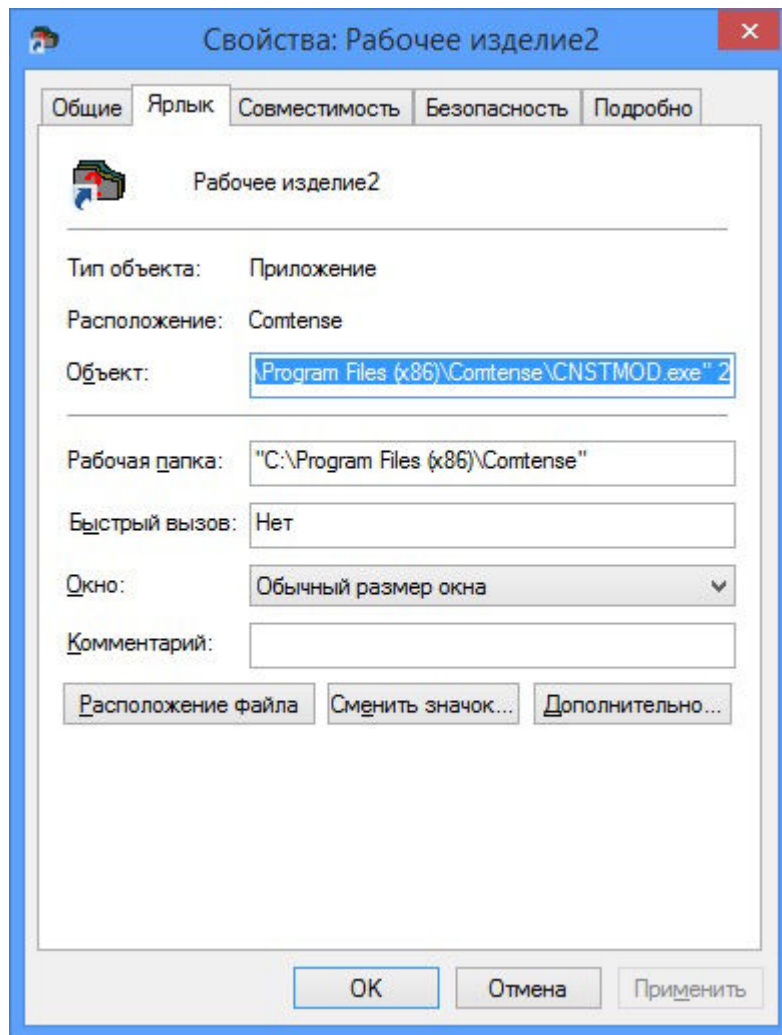 Свойства: Рабочее изделие2
Общие Ярлык Совместимость Безопасность Подробно
Рабочее изделие2
Тип объекта: Приложение
Расположение: Comtense
Объект: \Program Files (x86)\Comtense\CNSTMOD.exe" 2
Рабочая папка: "C:\Program Files (x86)\Comtense"
Быстрый вызов: Нет
Окно: Обычный размер окна
Комментарий:
Расположение файла Сменить значок... Дополнительно...
OK Отмена Применить